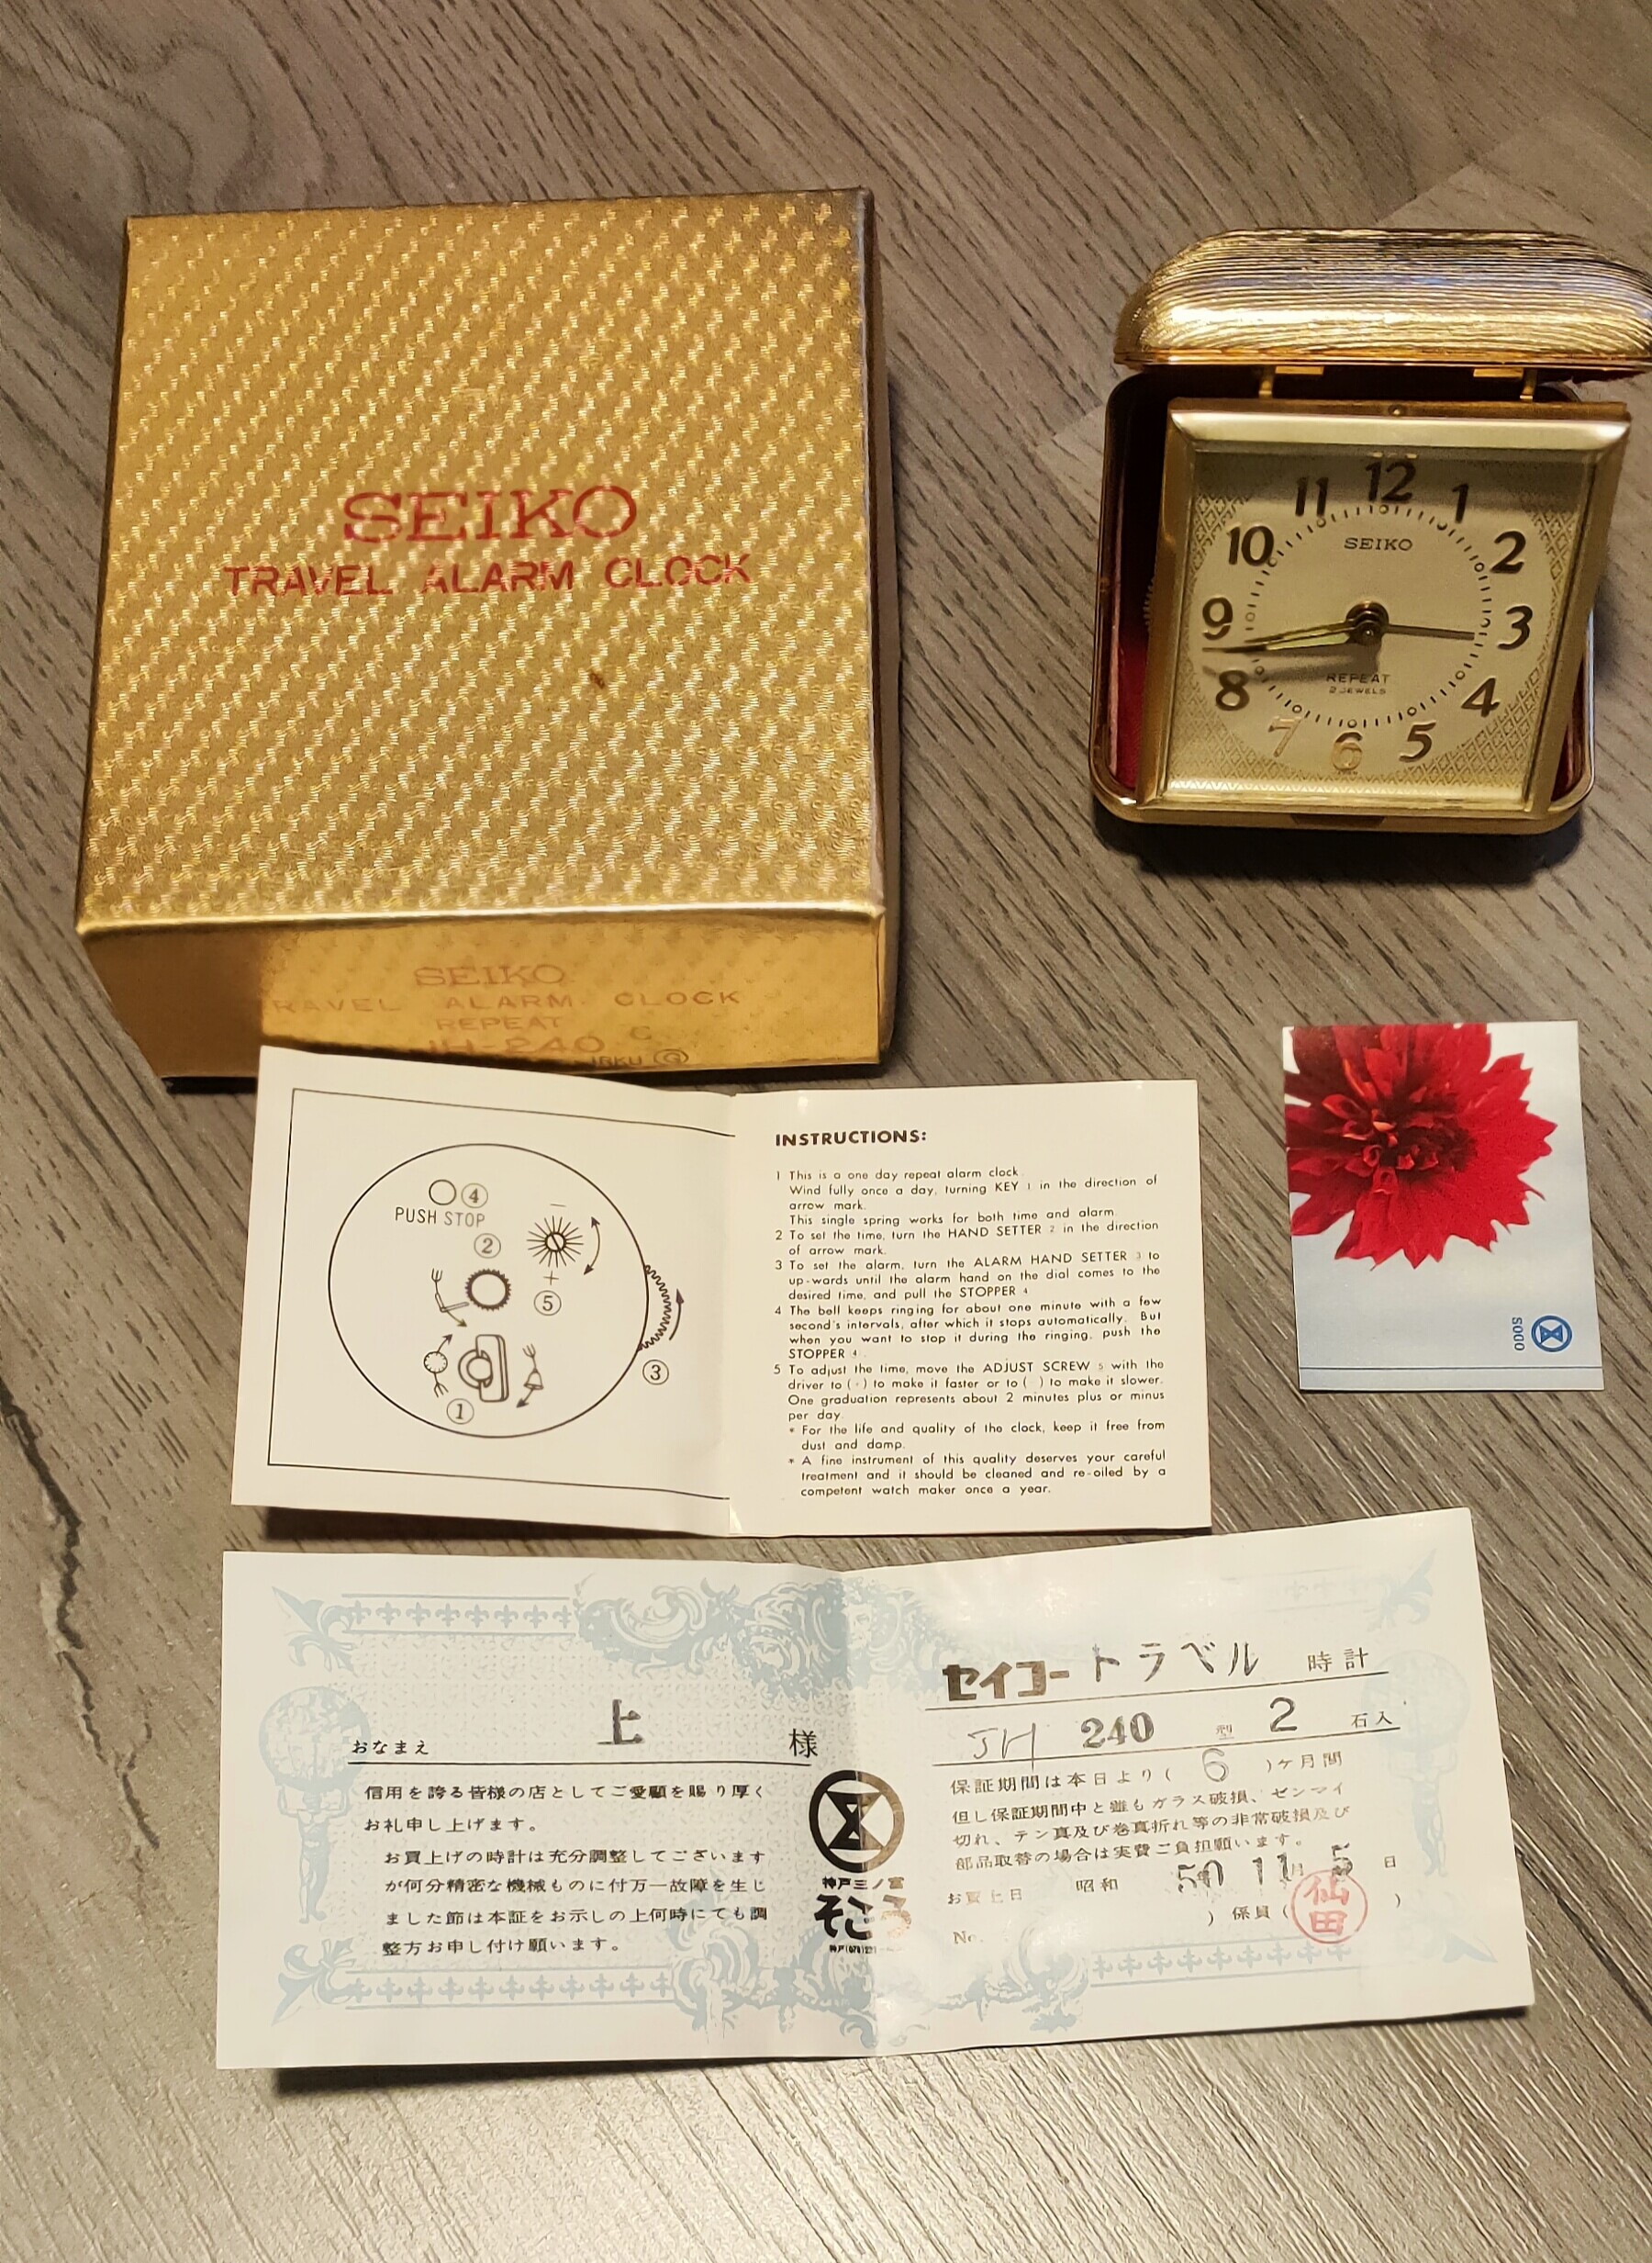 SEIKO
TRAVEL ALARM CLOCK
SEIKO
TRAVEL ALARM CLOCK
REPEAT
JH-240 C
11 12 1
10 2
SEIKO
9 3
8 4
REPEAT
2 JEWELS
7 6 5
4
PUSH STOP
2
5
3
1
INSTRUCTIONS:
1 This is a one day repeat alarm clock.
Wind fully once a day, turning KEY 1 in the direction of
arrow mark.
This single spring works for both time and alarm.
2 To set the time, turn the HAND SETTER 2 in the direction
of arrow mark.
3 To set the alarm, turn the ALARM HAND SETTER 3 to
up-wards until the alarm hand on the dial comes to the
desired time, and pull the STOPPER 4
4 The bell keeps ringing for about one minute with a few
second's intervals, after which it stops automatically. But
when you want to stop it during the ringing, push the
STOPPER 4.
5 To adjust the time, move the ADJUST SCREW 5 with the
driver to (+) to make it faster or to ( ) to make it slower.
One graduation represents about 2 minutes plus or minus
per day.
* For the life and quality of the clock, keep it free from
dust and damp.
* A fine instrument of this quality deserves your careful
treatment and it should be cleaned and re-oiled by a
competent watch maker once a year.
SOGO
おなまえ 上 様
信用を誇る皆様の店としてご愛顧を賜り厚く
お礼申し上げます。
お買上げの時計は充分調整してございます
が何分精密な機械ものに付万一故障を生じ
ました節は本証をお示しの上何時にても調
整方お申し付け願います。
神戸三ノ宮
そごう
セイコートラベル 時計
JH 240 型 2 石入
保証期間は本日より( 6 )ケ月間
但し保証期間中と雖もガラス破損、ゼンマイ
切れ、テン真及び巻真折れ等の非常破損及び
部品取替の場合は実費ご負担願います。
お買上日 昭和 50 11月 5 日
No. ) 係員 ( 仙田 )